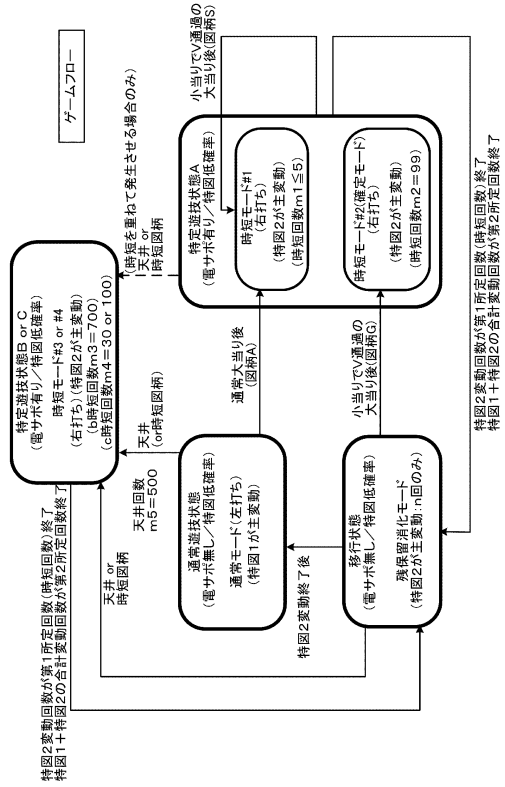 ゲームフロー
特定遊技状態B or C
(電サポ有り/特図低確率)
時短モード#3 or #4
(右打ち)(特図2が主変動)
(b時短回数m3=700)
(c時短回数m4=30 or 100)
(時短を重ねて発生させる場合のみ)
天井 or
時短図柄
特図2変動回数が第1所定回数(時短回数)終了
特図1+特図2の合計変動回数が第2所定回数終了
天井or
時短図柄
天井回数
m5=500
天井
(or時短図柄)
通常遊技状態
(電サポ無し/特図低確率)
通常モード(左打ち)
(特図1が主変動)
通常大当り後
(図柄A)
特定遊技状態A
(電サポ有り/特図低確率)
時短モード#1
(右打ち)
(特図2が主変動)
(時短回数m1≦5)
時短モード#2(確定モード)
(右打ち)
(特図2が主変動)
(時短回数m2=99)
小当りでV通過の
大当り後(図柄S)
特図2変動終了後
移行状態
(電サポ無し/特図低確率)
残保留消化モード
(特図2が主変動:n回のみ)
小当りでV通過の
大当り後(図柄G)
特図2変動回数が第1所定回数(時短回数)終了
特図1+特図2の合計変動回数が第2所定回数終了